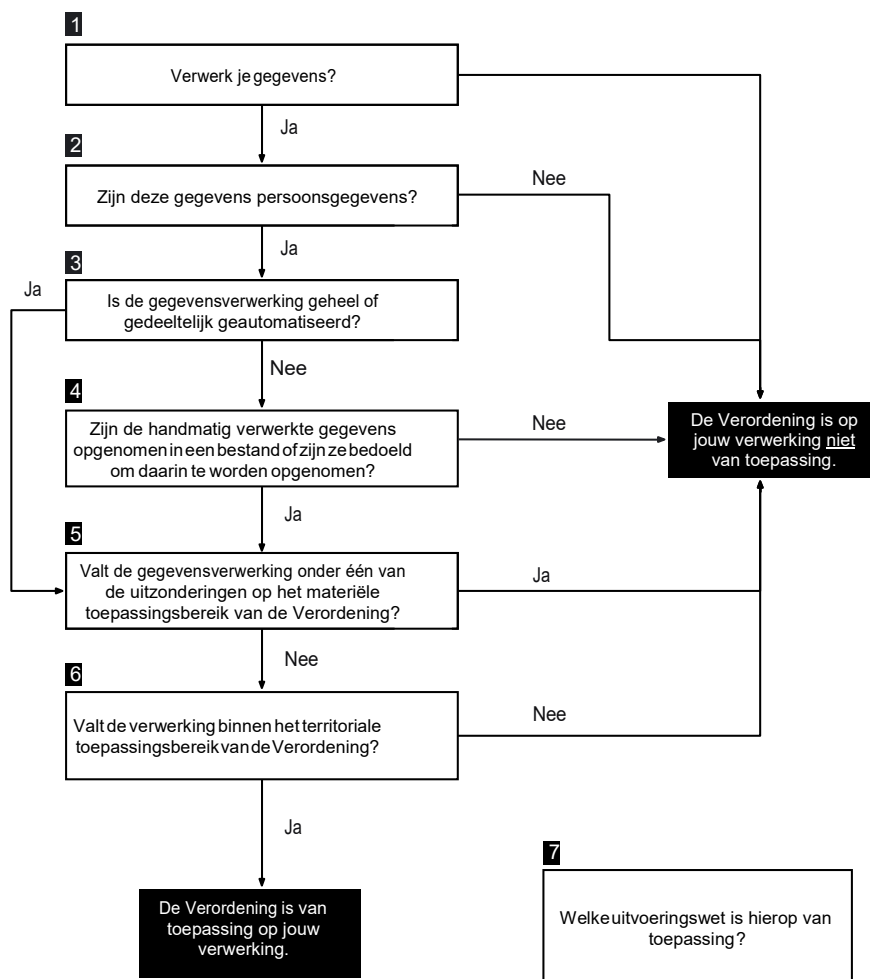 1
Verwerk je gegevens?
Ja
2
Zijn deze gegevens persoonsgegevens?
Nee
Ja
3
Ja
Is de gegevensverwerking geheel of
gedeeltelijk geautomatiseerd?
Nee
4
Zijn de handmatig verwerkte gegevens
opgenomen in een bestand of zijn ze bedoeld
om daarin te worden opgenomen?
Nee
De Verordening is op
jouw verwerking niet
van toepassing.
Ja
5
Valt de gegevensverwerking onder één van
de uitzonderingen op het materiële
toepassingsbereik van de Verordening?
Ja
Nee
6
Valt de verwerking binnen het territoriale
toepassingsbereik van de Verordening?
Nee
Ja
De Verordening is van
toepassing op jouw
verwerking.
7
Welke uitvoeringswet is hierop van
toepassing?